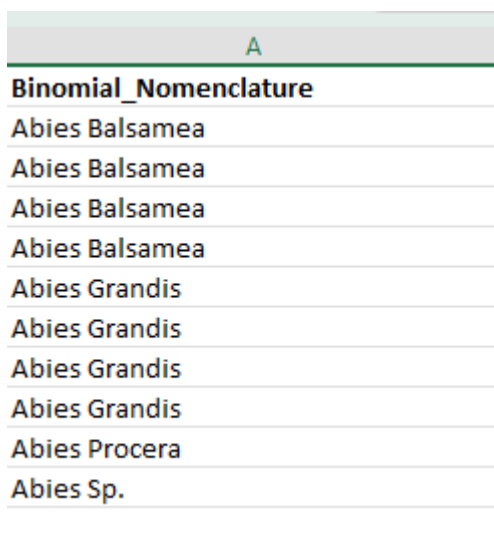 A
Binomial_Nomenclature
Abies Balsamea
Abies Balsamea
Abies Balsamea
Abies Balsamea
Abies Grandis
Abies Grandis
Abies Grandis
Abies Grandis
Abies Procera
Abies Sp.